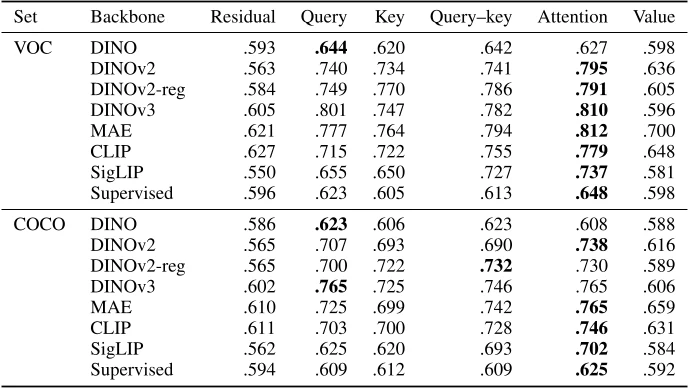 Set Backbone Residual Query Key Query–key Attention Value
VOC DINO .593 .644 .620 .642 .627 .598
DINOv2 .563 .740 .734 .741 .795 .636
DINOv2-reg .584 .749 .770 .786 .791 .605
DINOv3 .605 .801 .747 .782 .810 .596
MAE .621 .777 .764 .794 .812 .700
CLIP .627 .715 .722 .755 .779 .648
SigLIP .550 .655 .650 .727 .737 .581
Supervised .596 .623 .605 .613 .648 .598
COCO DINO .586 .623 .606 .623 .608 .588
DINOv2 .565 .707 .693 .690 .738 .616
DINOv2-reg .565 .700 .722 .732 .730 .589
DINOv3 .602 .765 .725 .746 .765 .606
MAE .610 .725 .699 .742 .765 .659
CLIP .611 .703 .700 .728 .746 .631
SigLIP .562 .625 .620 .693 .702 .584
Supervised .594 .609 .612 .609 .625 .592